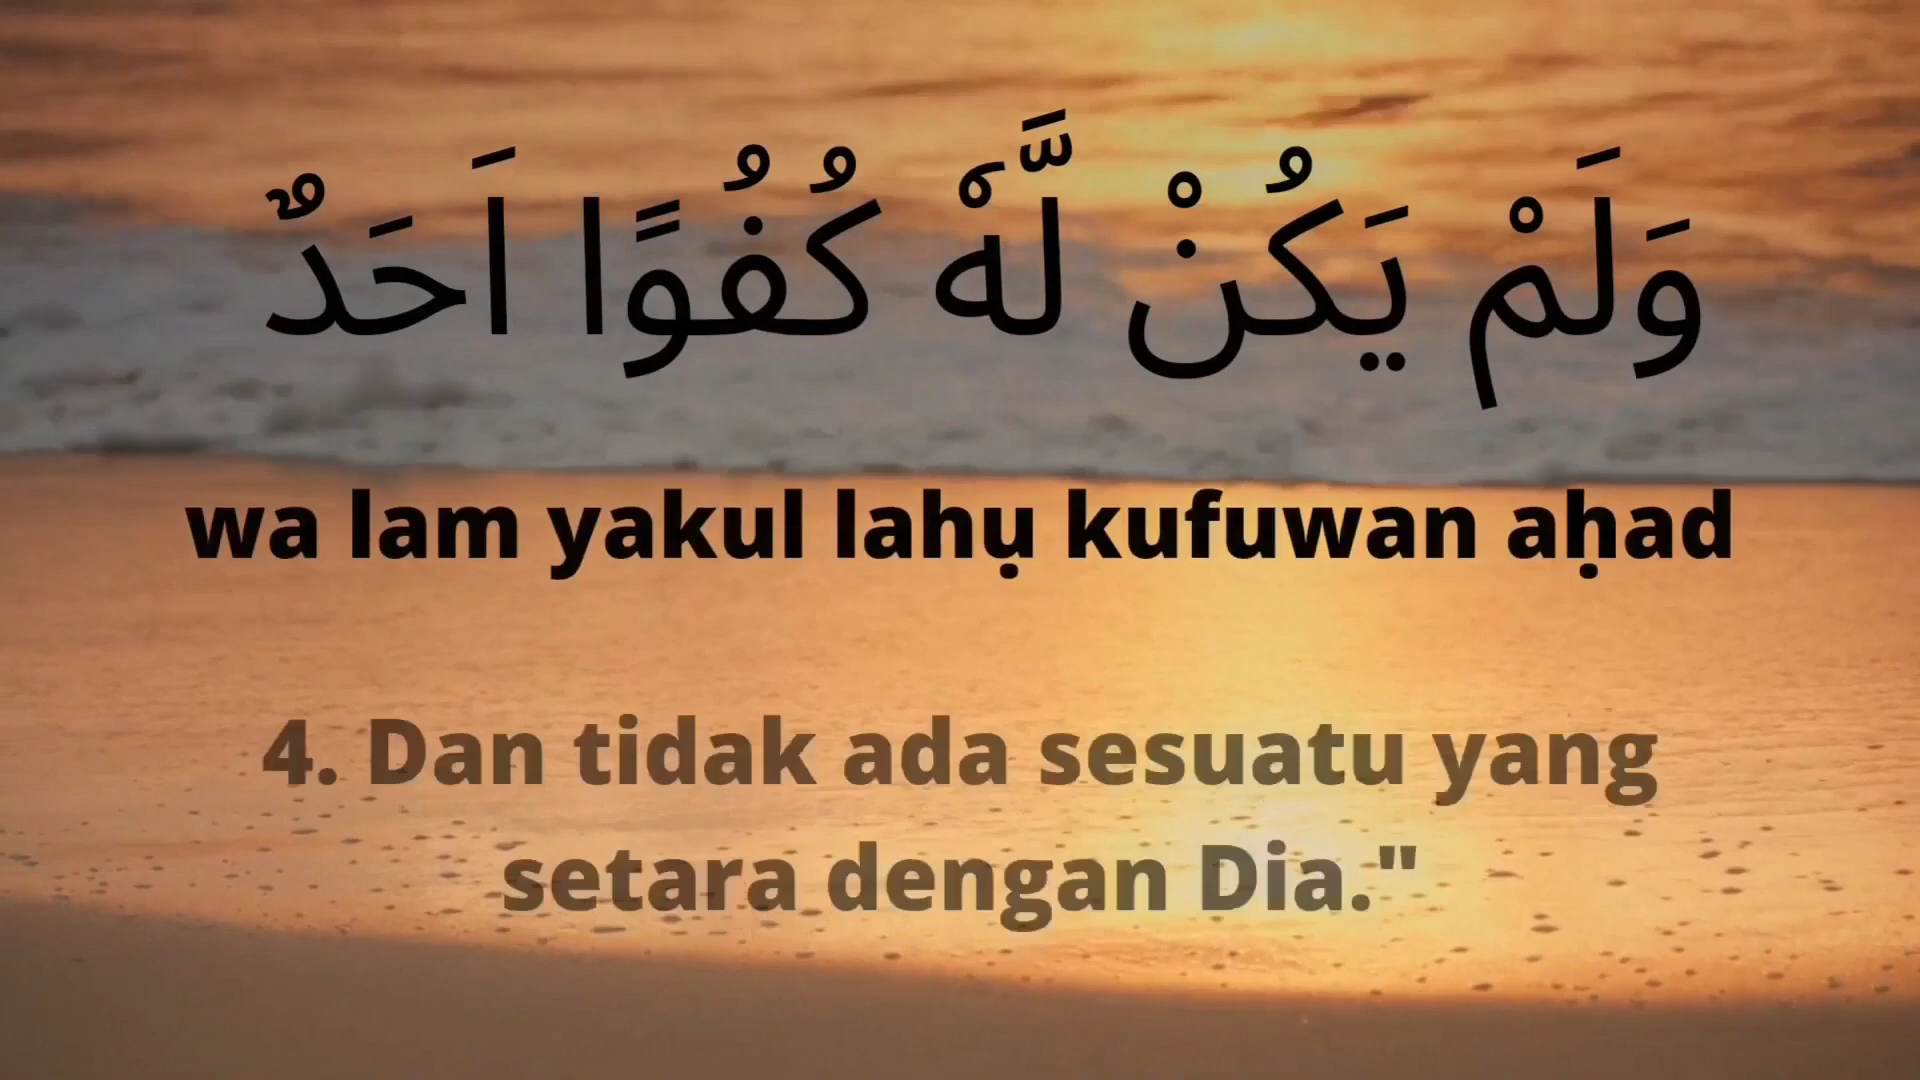 وَلَمْ يَكُنْ لَّهٗ كُفُوًا اَحَدٌ
wa lam yakul lahụ kufuwan aḥad
4. Dan tidak ada sesuatu yang
setara dengan Dia."